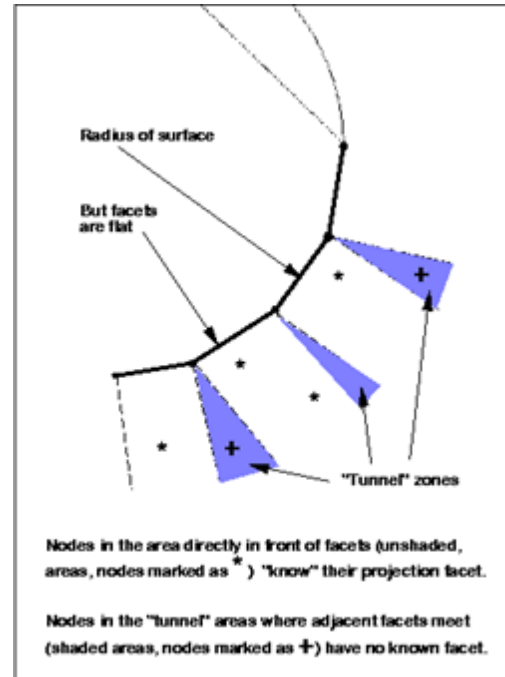 Radius of surface
But facets
are flat
"Tunnel" zones
Nodes in the area directly in front of facets (unshaded,
areas, nodes marked as * ) "know" their projection facet.
Nodes in the "tunnel" areas where adjacent facets meet
(shaded areas, nodes marked as +) have no known facet.